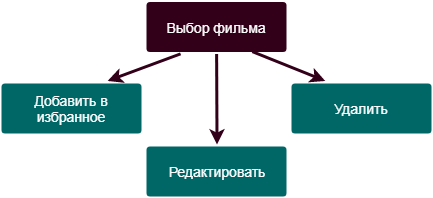 Выбор фильма
Добавить в
избранное
Удалить
Редактировать